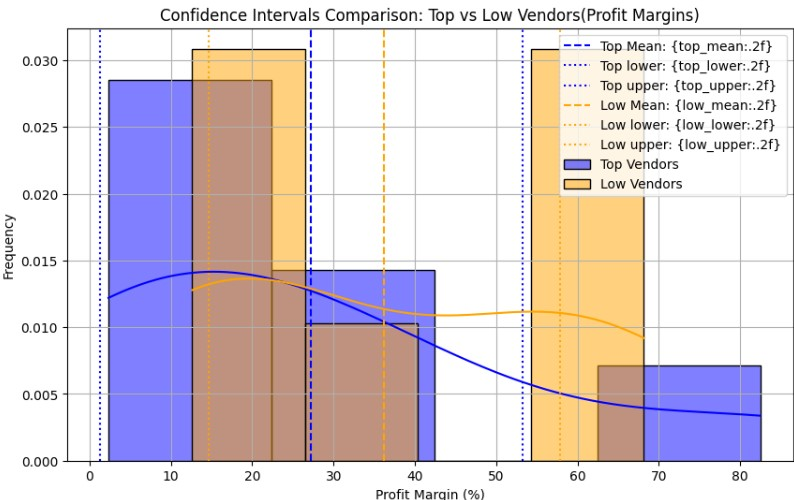 Confidence Intervals Comparison: Top vs Low Vendors(Profit Margins)
Top Mean: {top_mean:.2f}
Top lower: {top_lower:.2f}
Top upper: {top_upper:.2f}
Low Mean: {low_mean:.2f}
Low lower: {low_lower:.2f}
Low upper: {low_upper:.2f}
Top Vendors
Low Vendors
Frequency
0.030
0.025
0.020
0.015
0.010
0.005
0.000
0 10 20 30 40 50 60 70 80
Profit Margin (%)